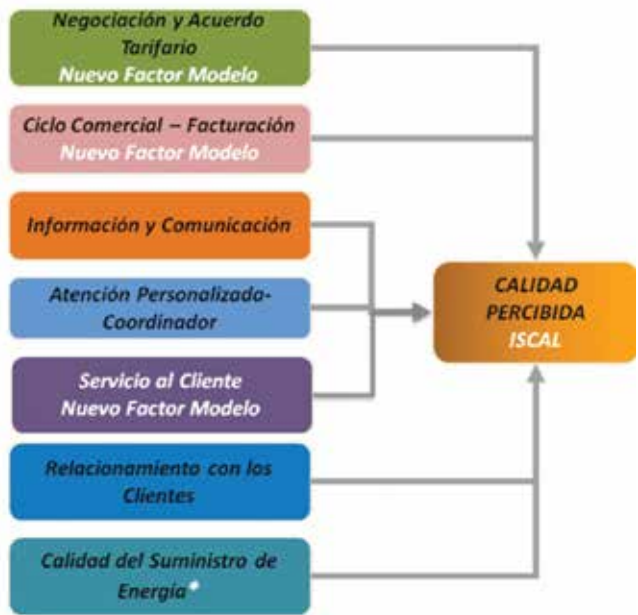 Negociación y Acuerdo
Tarifario
Nuevo Factor Modelo
Ciclo Comercial – Facturación
Nuevo Factor Modelo
Información y Comunicación
Atención Personalizada-
Coordinador
Servicio al Cliente
Nuevo Factor Modelo
Relacionamiento con los
Clientes
Calidad del Suministro de
Energía*
CALIDAD
PERCIBIDA
ISCAL